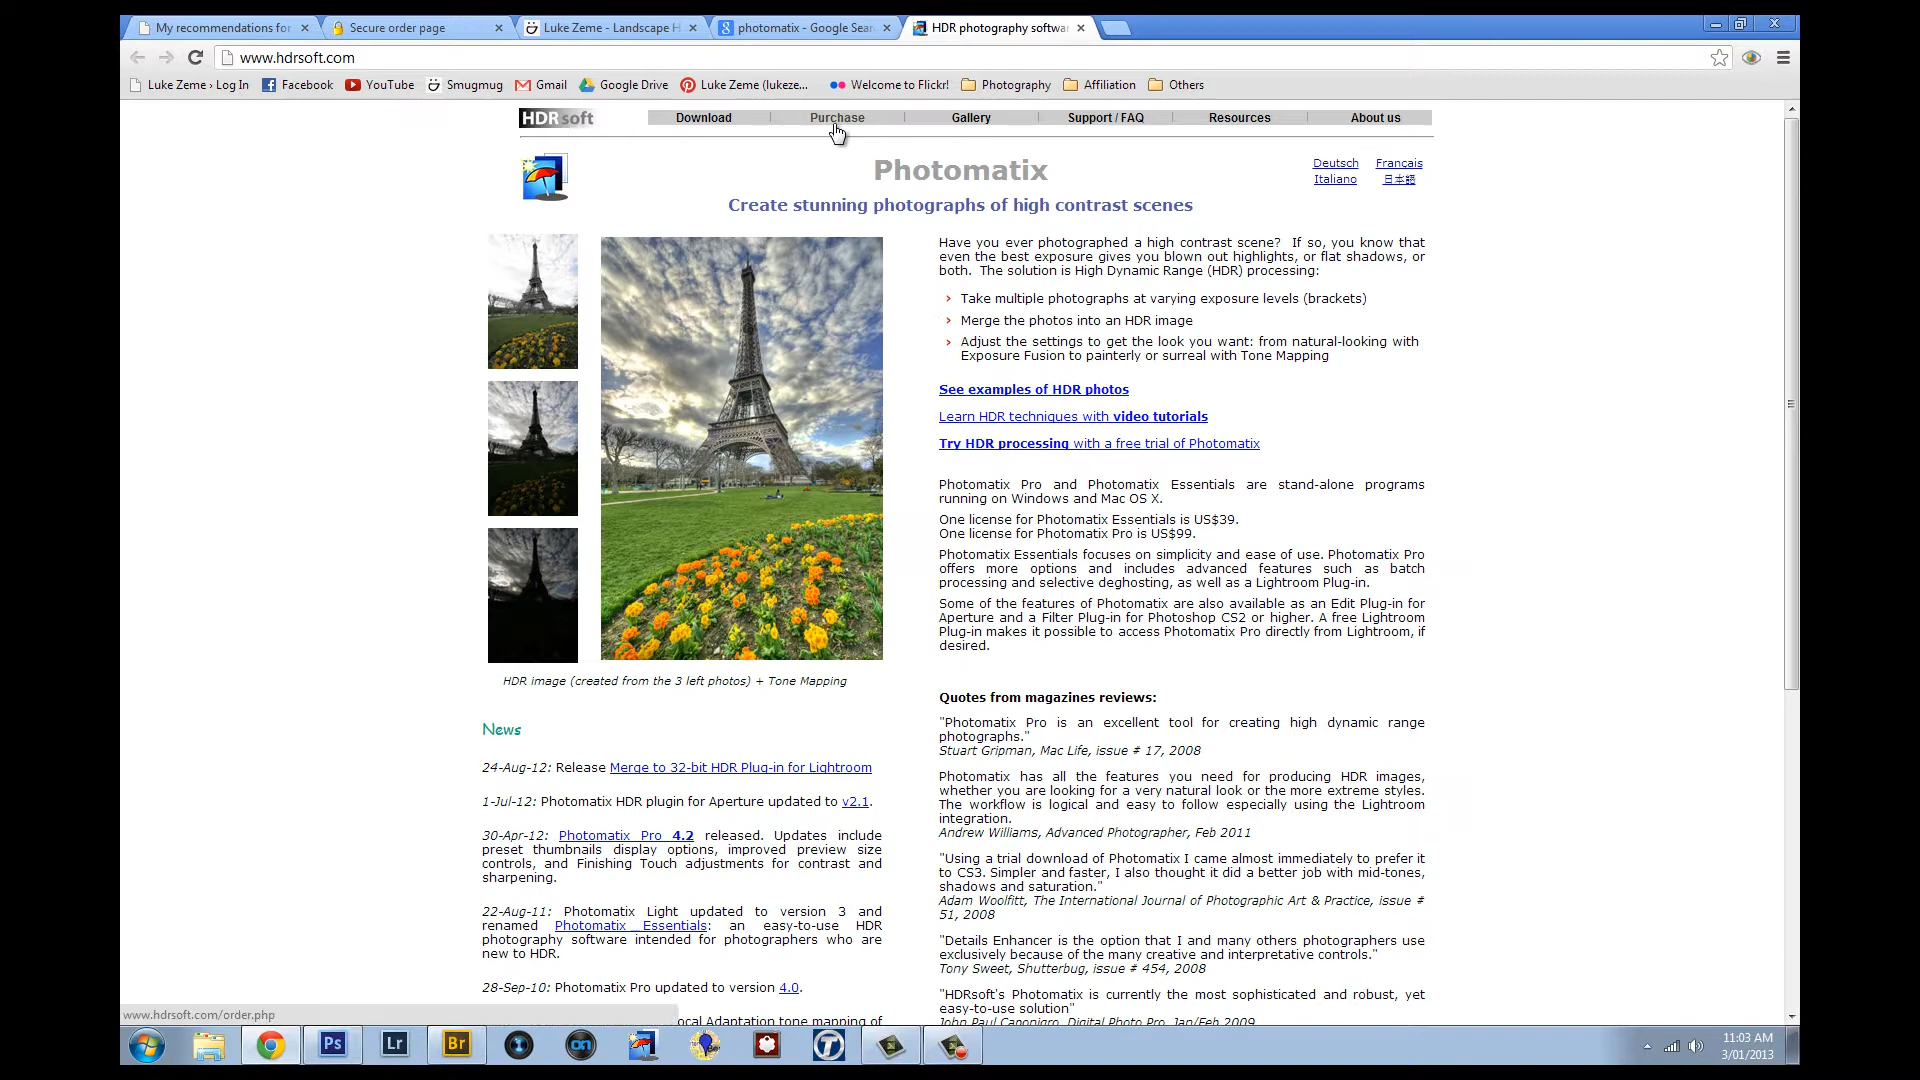 My recommendations for
Secure order page
Luke Zeme - Landscape H
photomatix - Google Sear
HDR photography softwar
www.hdrsoft.com
Luke Zeme › Log In
Facebook
YouTube
Smugmug
Gmail
Google Drive
Luke Zeme (lukeze...
Welcome to Flickr!
Photography
Affiliation
Others
HDRsoft
Download
Purchase
Gallery
Support / FAQ
Resources
About us
Photomatix
Deutsch
Français
Italiano
日本語
Create stunning photographs of high contrast scenes
Have you ever photographed a high contrast scene? If so, you know that
even the best exposure gives you blown out highlights, or flat shadows, or
both. The solution is High Dynamic Range (HDR) processing:
› Take multiple photographs at varying exposure levels (brackets)
› Merge the photos into an HDR image
› Adjust the settings to get the look you want: from natural-looking with
Exposure Fusion to painterly or surreal with Tone Mapping
See examples of HDR photos
Learn HDR techniques with video tutorials
Try HDR processing with a free trial of Photomatix
Photomatix Pro and Photomatix Essentials are stand-alone programs
running on Windows and Mac OS X.
One license for Photomatix Essentials is US$39.
One license for Photomatix Pro is US$99.
Photomatix Essentials focuses on simplicity and ease of use. Photomatix Pro
offers more options and includes advanced features such as batch
processing and selective deghosting, as well as a Lightroom Plug-in.
Some of the features of Photomatix are also available as an Edit Plug-in for
Aperture and a Filter Plug-in for Photoshop CS2 or higher. A free Lightroom
Plug-in makes it possible to access Photomatix Pro directly from Lightroom, if
desired.
HDR image (created from the 3 left photos) + Tone Mapping
News
24-Aug-12: Release Merge to 32-bit HDR Plug-in for Lightroom
1-Jul-12: Photomatix HDR plugin for Aperture updated to v2.1.
30-Apr-12: Photomatix Pro 4.2 released. Updates include
preset thumbnails display options, improved preview size
controls, and Finishing Touch adjustments for contrast and
sharpening.
22-Aug-11: Photomatix Light updated to version 3 and
renamed Photomatix Essentials: an easy-to-use HDR
photography software intended for photographers who are
new to HDR.
28-Sep-10: Photomatix Pro updated to version 4.0.
ocal Adaptation tone mapping of
Quotes from magazines reviews:
"Photomatix Pro is an excellent tool for creating high dynamic range
photographs."
Stuart Gripman, Mac Life, issue # 17, 2008
Photomatix has all the features you need for producing HDR images,
whether you are looking for a very natural look or the more extreme styles.
The workflow is logical and easy to follow especially using the Lightroom
integration.
Andrew Williams, Advanced Photographer, Feb 2011
"Using a trial download of Photomatix I came almost immediately to prefer it
to CS3. Simpler and faster, I also thought it did a better job with mid-tones,
shadows and saturation."
Adam Woolfitt, The International Journal of Photographic Art & Practice, issue #
51, 2008
"Details Enhancer is the option that I and many others photographers use
exclusively because of the many creative and interpretative controls."
Tony Sweet, Shutterbug, issue # 454, 2008
"HDRsoft's Photomatix is currently the most sophisticated and robust, yet
easy-to-use solution"
John Paul Caponigro, Digital Photo Pro, Jan/Feb 2009
www.hdrsoft.com/order.php
Ps
Lr
Br
on
11:03 AM
3/01/2013